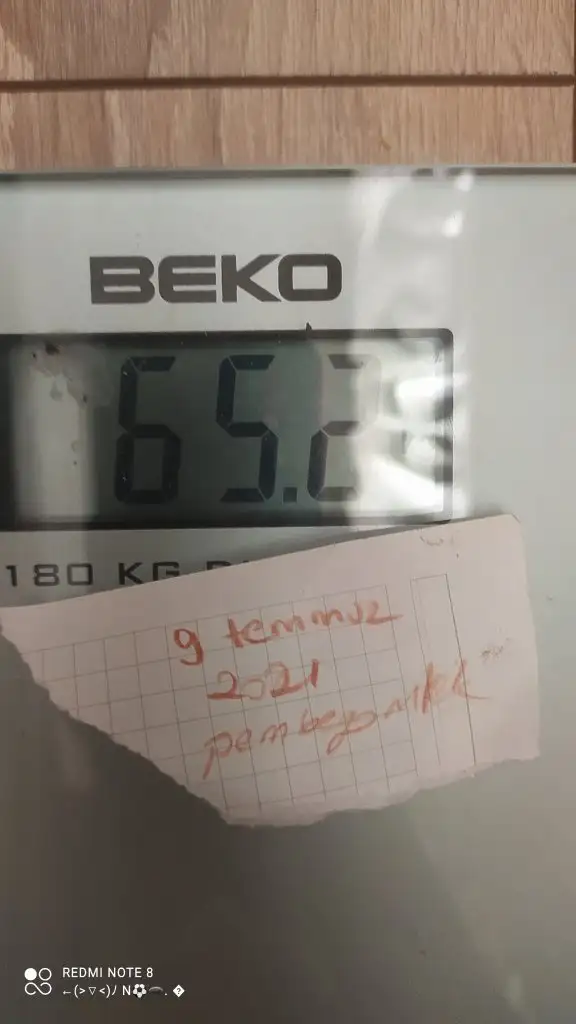 BEKO
65.2
180 KG
9 temmuz
2021
REDMI NOTE 8